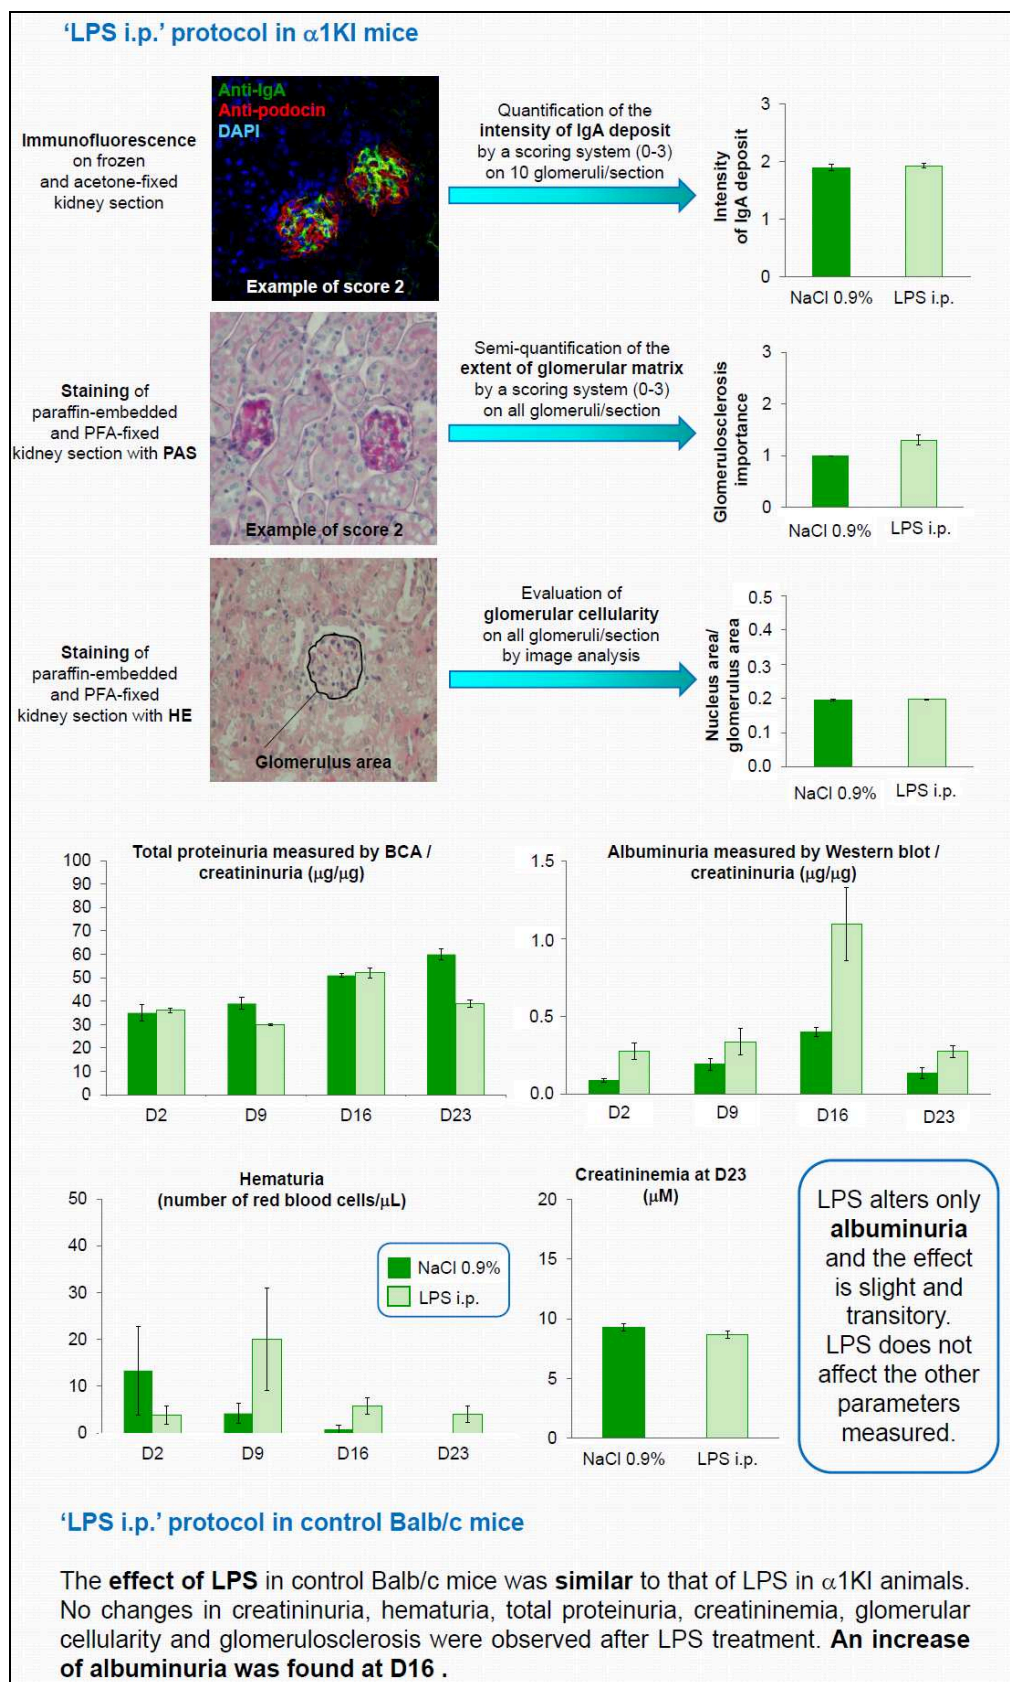 'LPS i.p.' protocol in α1KI mice
Immunofluorescence
on frozen
and acetone-fixed
kidney section
Anti-IgA
Anti-podocin
DAPI
Example of score 2
Quantification of the
intensity of IgA deposit
by a scoring system (0-3)
on 10 glomeruli/section
Intensity
of IgA deposit
3
2
1
0
NaCl 0.9%
LPS i.p.
Staining of
paraffin-embedded
and PFA-fixed
kidney section with PAS
Example of score 2
Semi-quantification of the
extent of glomerular matrix
by a scoring system (0-3)
on all glomeruli/section
Glomerulosclerosis
importance
3
2
1
0
NaCl 0.9%
LPS i.p.
Staining of
paraffin-embedded
and PFA-fixed
kidney section with HE
Glomerulus area
Evaluation of
glomerular cellularity
on all glomeruli/section
by image analysis
Nucleus area/
glomerulus area
0.5
0.4
0.3
0.2
0.1
0.0
NaCl 0.9%
LPS i.p.
Total proteinuria measured by BCA /
creatininuria (µg/µg)
100
90
80
70
60
50
40
30
20
10
0
D2
D9
D16
D23
Albuminuria measured by Western blot /
creatininuria (µg/µg)
1.5
1.0
0.5
0.0
D2
D9
D16
D23
Hematuria
(number of red blood cells/µL)
50
40
30
20
10
0
D2
D9
D16
D23
NaCl 0.9%
LPS i.p.
Creatininemia at D23
(µM)
20
15
10
5
0
NaCl 0.9%
LPS i.p.
LPS alters only
albuminuria
and the effect
is slight and
transitory.
LPS does not
affect the other
parameters
measured.
'LPS i.p.' protocol in control Balb/c mice
The effect of LPS in control Balb/c mice was similar to that of LPS in α1KI animals.
No changes in creatininuria, hematuria, total proteinuria, creatininemia, glomerular
cellularity and glomerulosclerosis were observed after LPS treatment. An increase
of albuminuria was found at D16 .